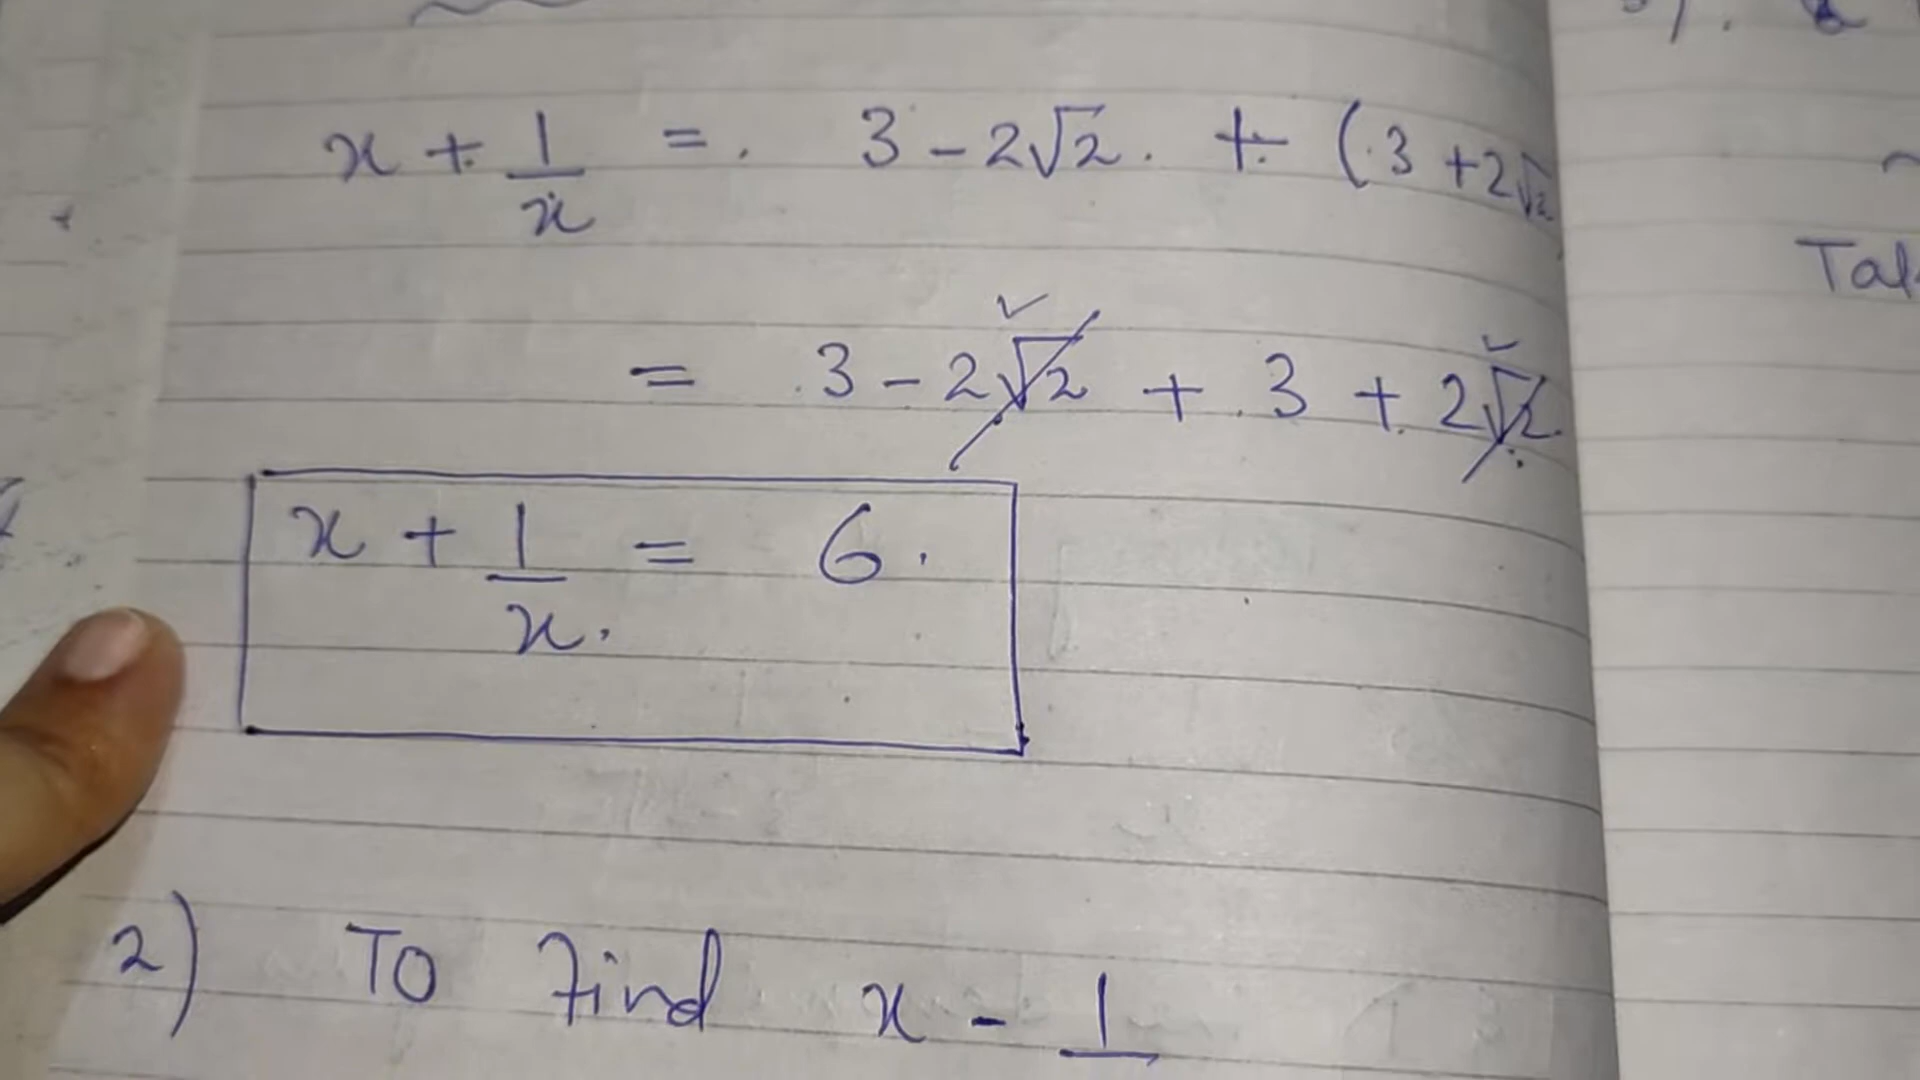 x + 1/x = 3 - 2√2 + (3 + 2√2
= 3 - 2√2 + 3 + 2√2
x + 1/x = 6.
2) To find x - 1